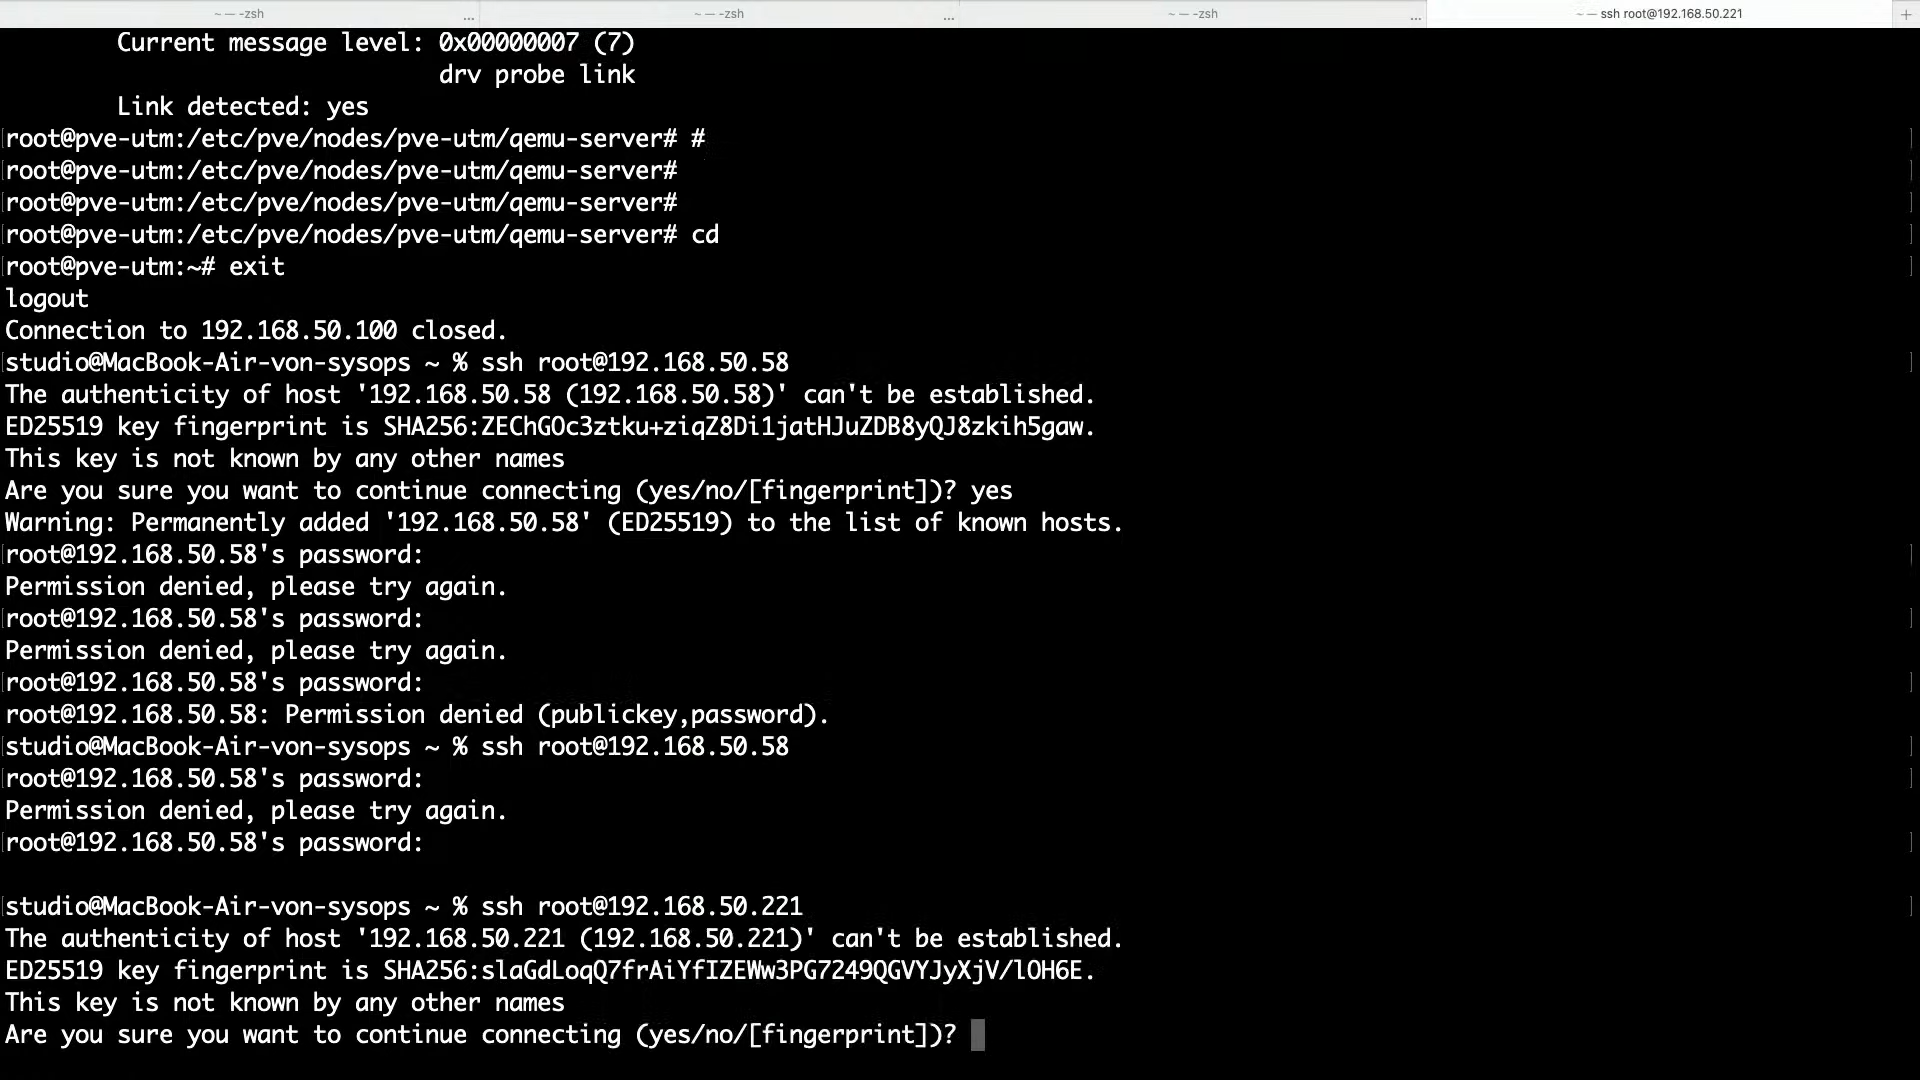 ~ — -zsh ... ~ — -zsh ... ~ — -zsh ... ~ — ssh root@192.168.50.221 +
Current message level: 0x00000007 (7)
drv probe link
Link detected: yes
[root@pve-utm:/etc/pve/nodes/pve-utm/qemu-server# # ]
[root@pve-utm:/etc/pve/nodes/pve-utm/qemu-server# ]
[root@pve-utm:/etc/pve/nodes/pve-utm/qemu-server# ]
[root@pve-utm:/etc/pve/nodes/pve-utm/qemu-server# cd ]
[root@pve-utm:~# exit ]
logout
Connection to 192.168.50.100 closed.
[studio@MacBook-Air-von-sysops ~ % ssh root@192.168.50.58 ]
The authenticity of host '192.168.50.58 (192.168.50.58)' can't be established.
ED25519 key fingerprint is SHA256:ZEChGOc3ztku+ziqZ8Di1jatHJuZDB8yQJ8zkih5gaw.
This key is not known by any other names
Are you sure you want to continue connecting (yes/no/[fingerprint])? yes
Warning: Permanently added '192.168.50.58' (ED25519) to the list of known hosts.
[root@192.168.50.58's password: ]
Permission denied, please try again.
[root@192.168.50.58's password: ]
Permission denied, please try again.
[root@192.168.50.58's password: ]
root@192.168.50.58: Permission denied (publickey,password).
[studio@MacBook-Air-von-sysops ~ % ssh root@192.168.50.58 ]
[root@192.168.50.58's password: ]
Permission denied, please try again.
[root@192.168.50.58's password: ]
[studio@MacBook-Air-von-sysops ~ % ssh root@192.168.50.221 ]
The authenticity of host '192.168.50.221 (192.168.50.221)' can't be established.
ED25519 key fingerprint is SHA256:slaGdLoqQ7frAiYfIZEWw3PG7249QGVYJyXjV/lOH6E.
This key is not known by any other names
Are you sure you want to continue connecting (yes/no/[fingerprint])?